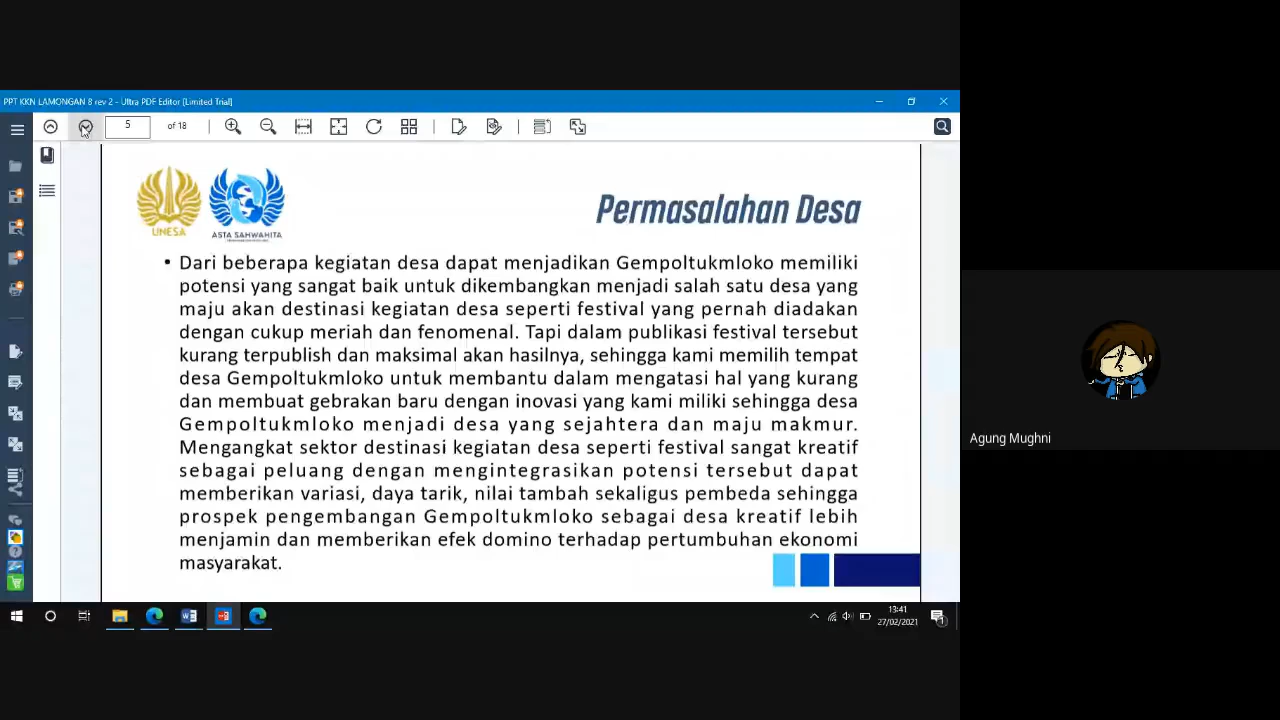 PPT KKN LAMONGAN 8 rev 2 - Ultra PDF Editor [Limited Trial]
5
of 18
UNESA
ASTA SAHWAHITA
Permasalahan Desa
• Dari beberapa kegiatan desa dapat menjadikan Gempoltukmloko memiliki
potensi yang sangat baik untuk dikembangkan menjadi salah satu desa yang
maju akan destinasi kegiatan desa seperti festival yang pernah diadakan
dengan cukup meriah dan fenomenal. Tapi dalam publikasi festival tersebut
kurang terpublish dan maksimal akan hasilnya, sehingga kami memilih tempat
desa Gempoltukmloko untuk membantu dalam mengatasi hal yang kurang
dan membuat gebrakan baru dengan inovasi yang kami miliki sehingga desa
Gempoltukmloko menjadi desa yang sejahtera dan maju makmur.
Mengangkat sektor destinasi kegiatan desa seperti festival sangat kreatif
sebagai peluang dengan mengintegrasikan potensi tersebut dapat
memberikan variasi, daya tarik, nilai tambah sekaligus pembeda sehingga
prospek pengembangan Gempoltukmloko sebagai desa kreatif lebih
menjamin dan memberikan efek domino terhadap pertumbuhan ekonomi
masyarakat.
Agung Mughni
13:41
27/02/2021